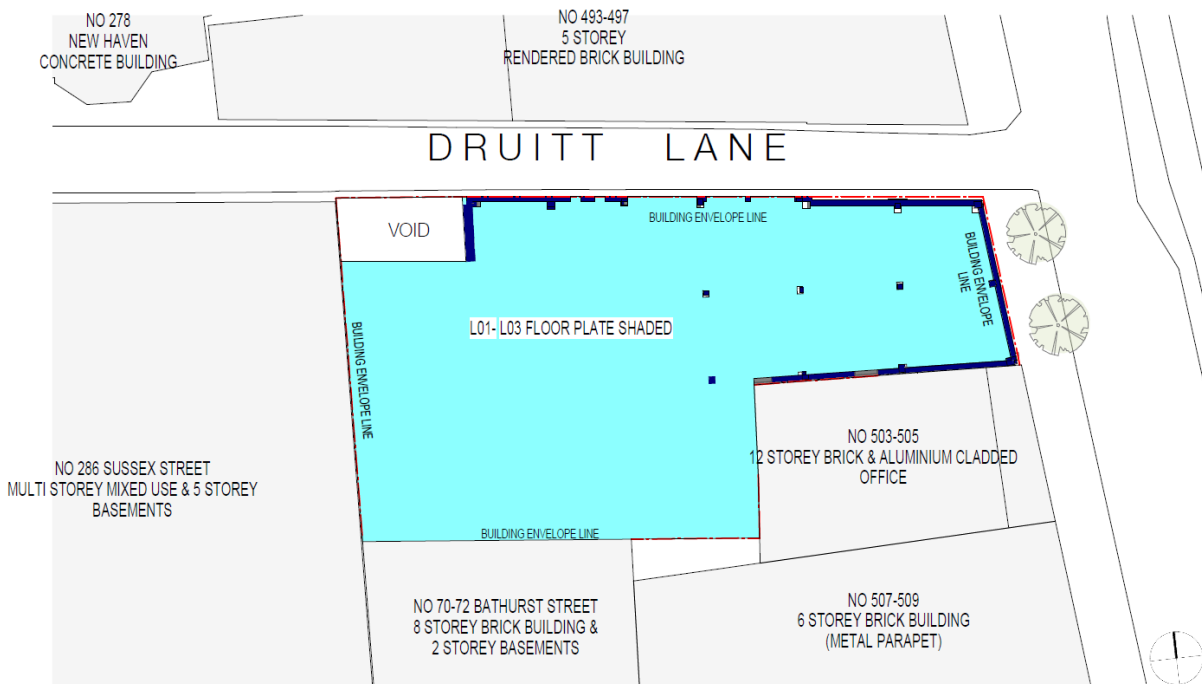 NO 278
NEW HAVEN
CONCRETE BUILDING
NO 493-497
5 STOREY
RENDERED BRICK BUILDING
DRUITT LANE
VOID
BUILDING ENVELOPE LINE
BUILDING ENVELOPE
LINE
L01- L03 FLOOR PLATE SHADED
BUILDING ENVELOPE LINE
NO 286 SUSSEX STREET
MULTI STOREY MIXED USE & 5 STOREY
BASEMENTS
NO 503-505
12 STOREY BRICK & ALUMINIUM CLADDED
OFFICE
BUILDING ENVELOPE LINE
NO 70-72 BATHURST STREET
8 STOREY BRICK BUILDING &
2 STOREY BASEMENTS
NO 507-509
6 STOREY BRICK BUILDING
(METAL PARAPET)